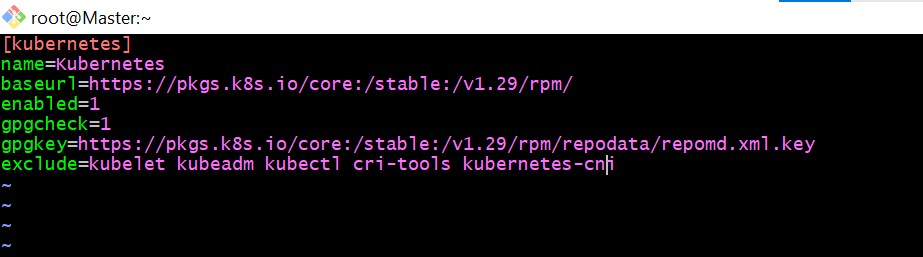 root@Master:~
[kubernetes]
name=Kubernetes
baseurl=https://pkgs.k8s.io/core:/stable:/v1.29/rpm/
enabled=1
gpgcheck=1
gpgkey=https://pkgs.k8s.io/core:/stable:/v1.29/rpm/repodata/repomd.xml.key
exclude=kubelet kubeadm kubectl cri-tools kubernetes-cni
~
~
~
~